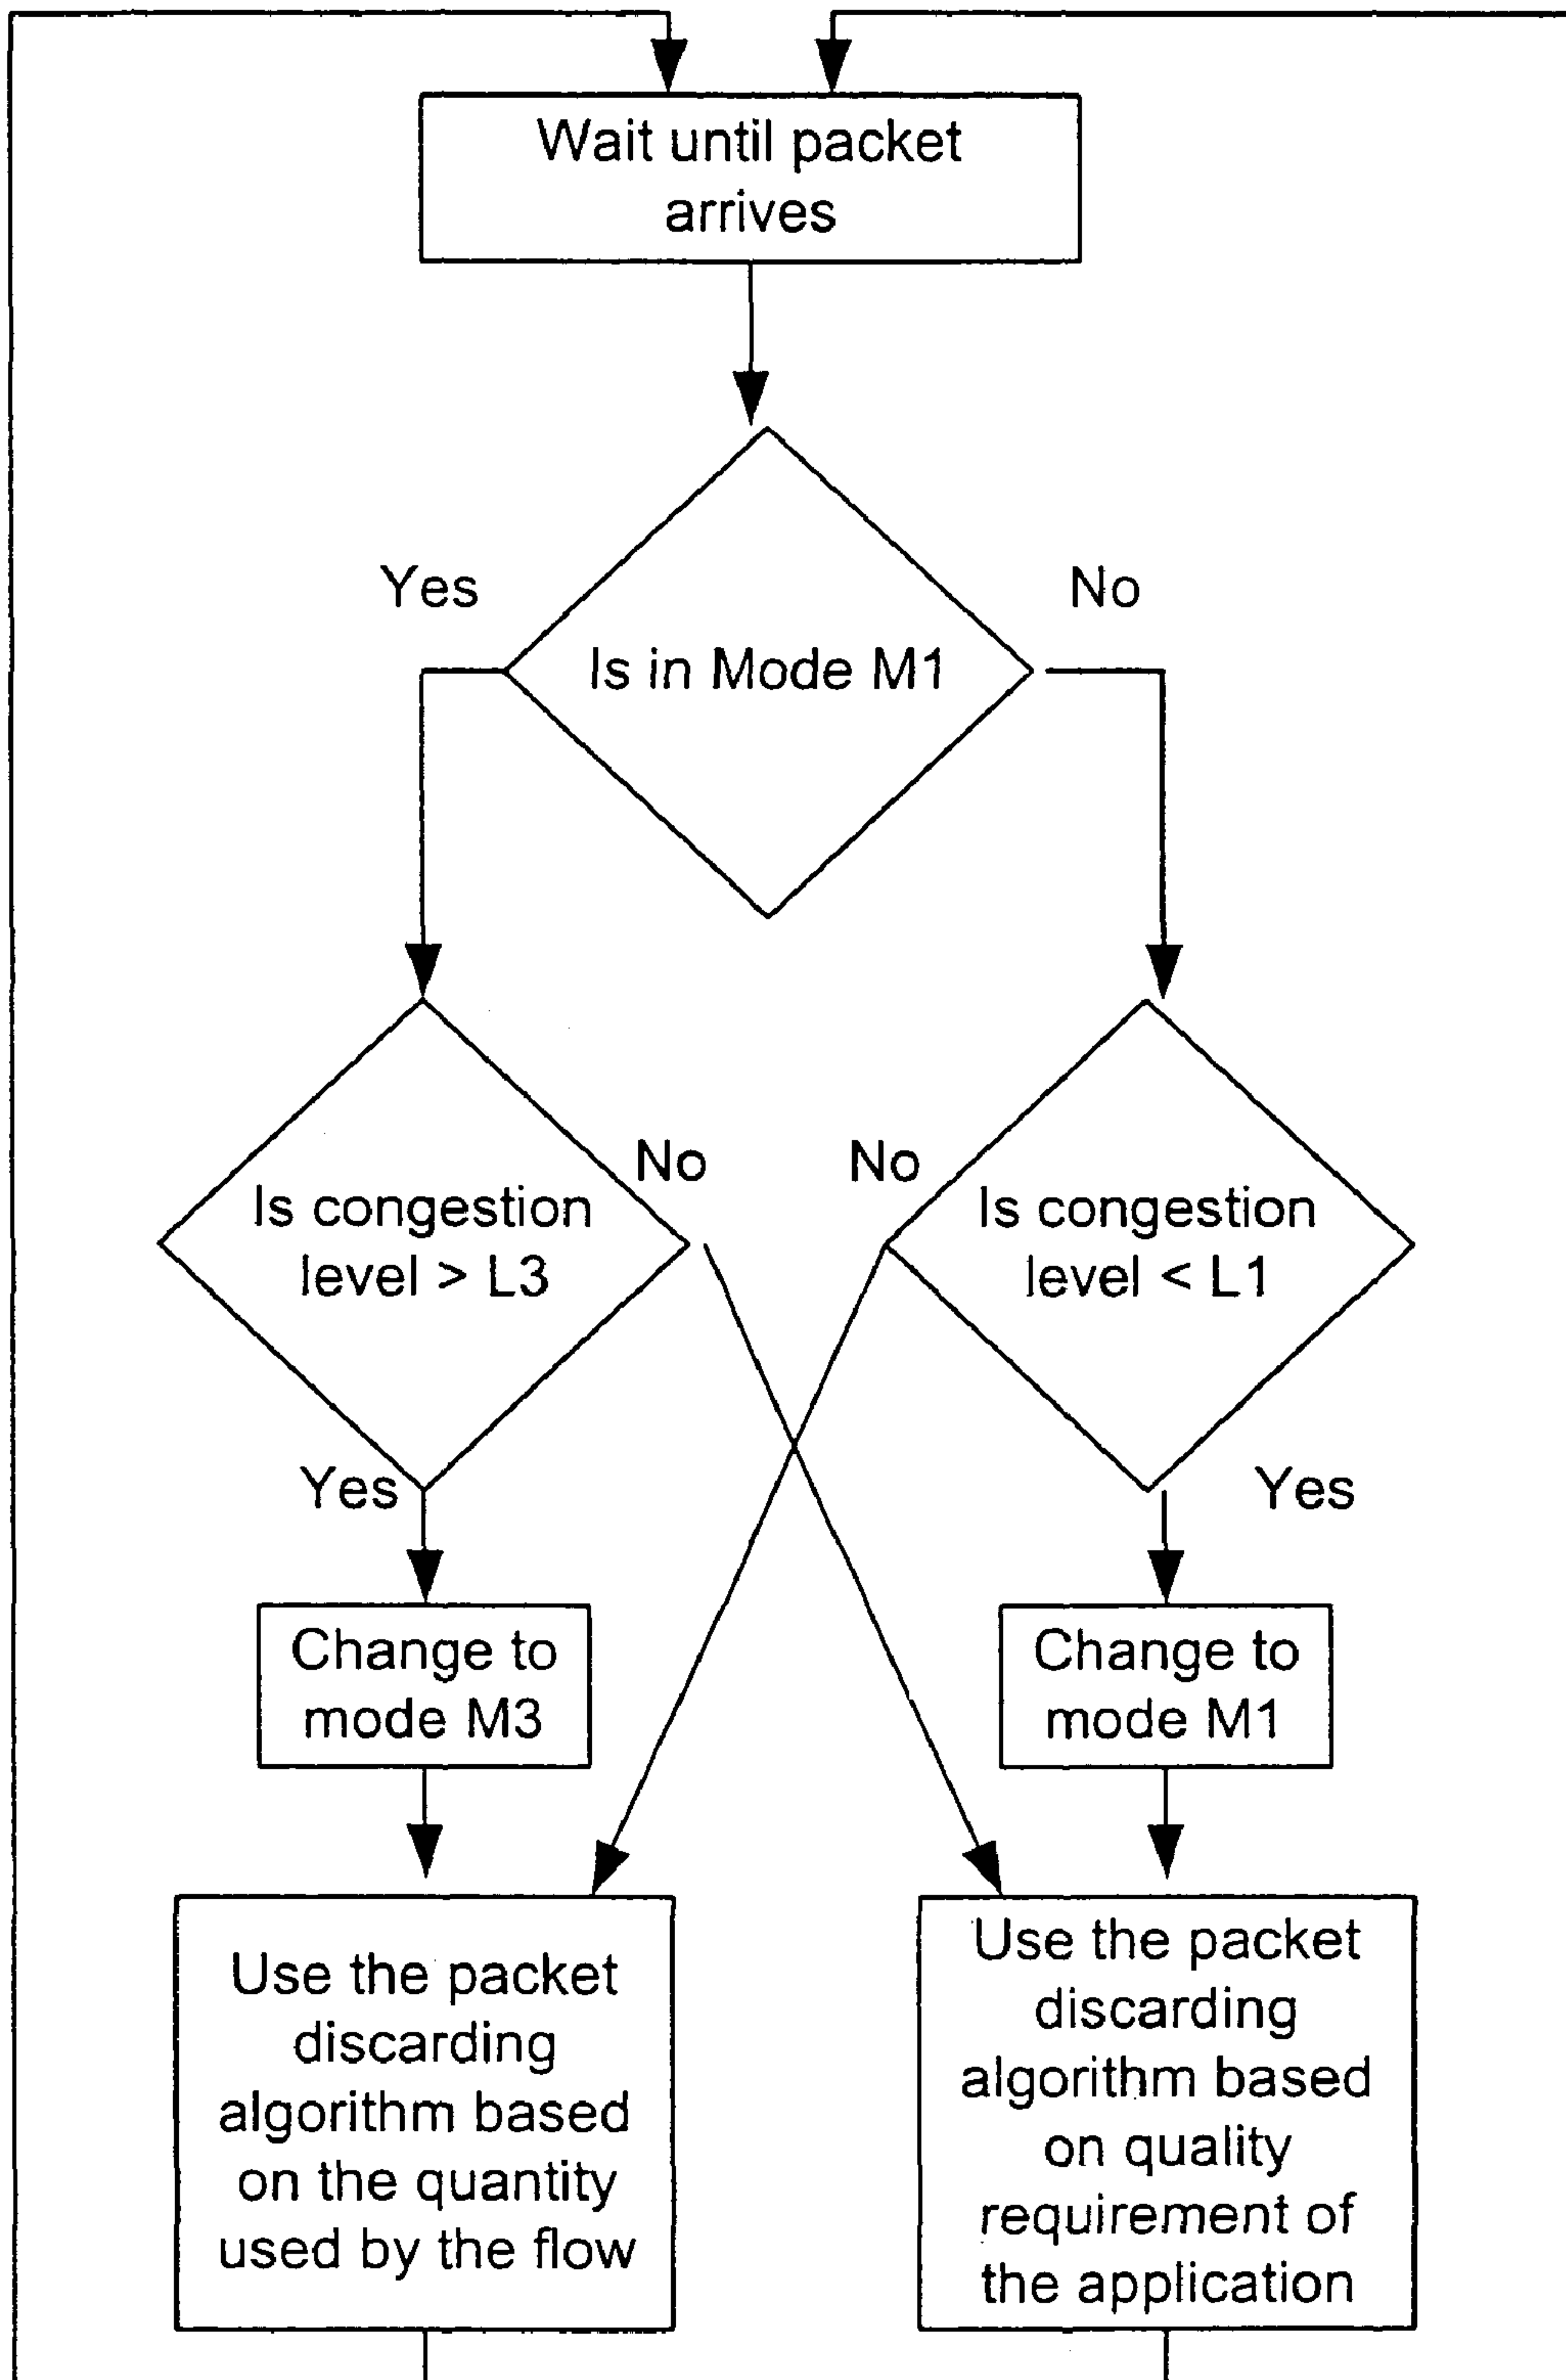 Wait until packet
arrives
Yes
No
Is in Mode M1
No
No
Is congestion
level > L3
Is congestion
level < L1
Yes
Yes
Change to
mode M3
Change to
mode M1
Use the packet
discarding
algorithm based
on the quantity
used by the flow
Use the packet
discarding
algorithm based
on quality
requirement of
the application